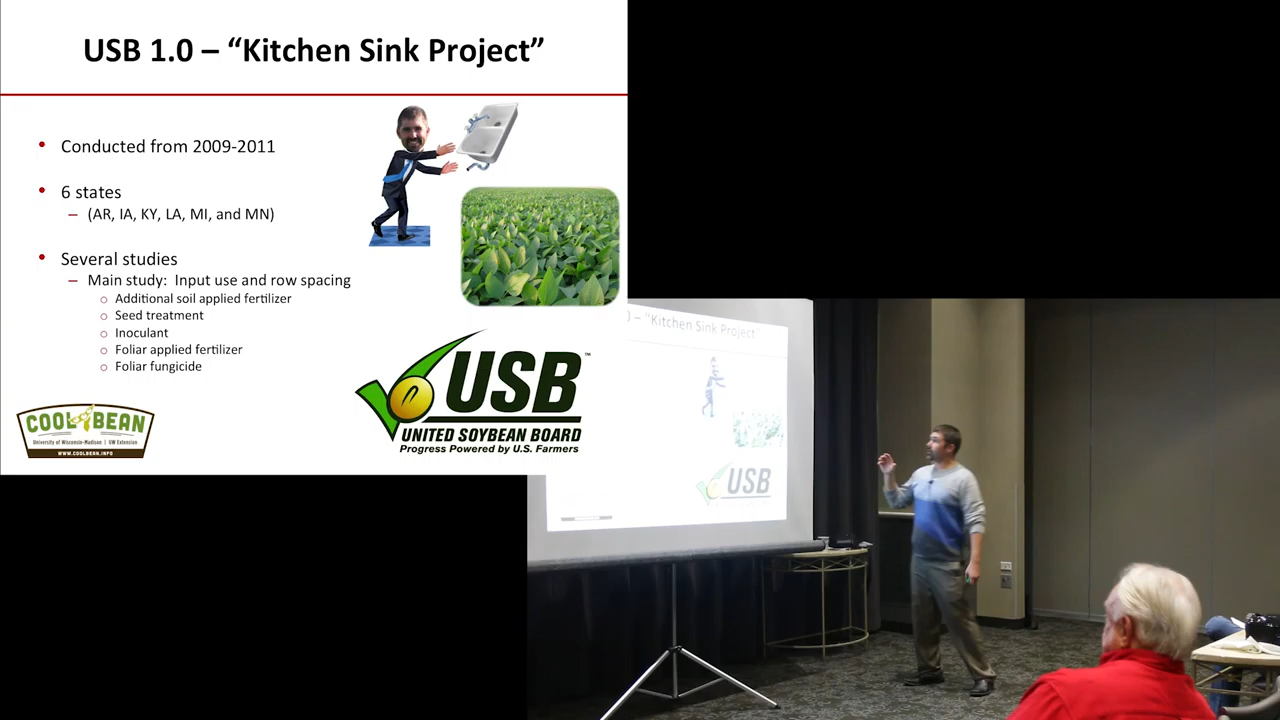 USB 1.0 – “Kitchen Sink Project”
• Conducted from 2009-2011
• 6 states
– (AR, IA, KY, LA, MI, and MN)
• Several studies
– Main study: Input use and row spacing
○ Additional soil applied fertilizer
○ Seed treatment
○ Inoculant
○ Foliar applied fertilizer
○ Foliar fungicide
COOL BEAN
University of Wisconsin-Madison | UW Extension
WWW.COOLBEAN.INFO
USB™
UNITED SOYBEAN BOARD
Progress Powered by U.S. Farmers
0 – “Kitchen Sink Project”
USB